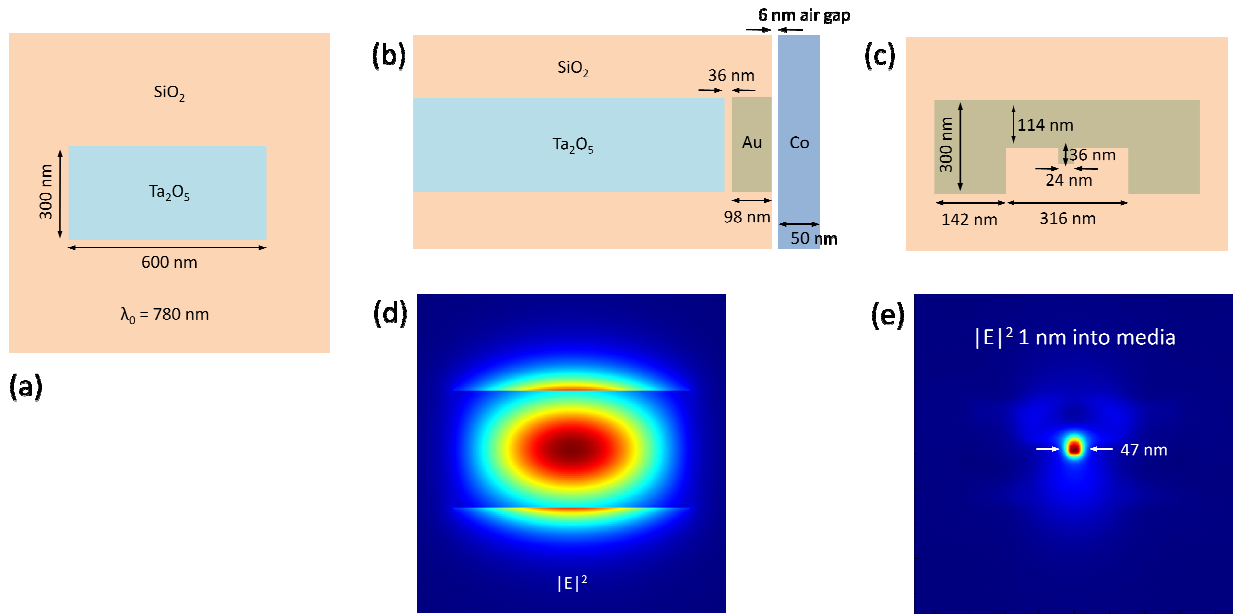 SiO₂
300 nm
Ta₂O₅
600 nm
λ₀ = 780 nm
(a)
6 nm air gap
(b)
SiO₂
36 nm
Ta₂O₅
Au
Co
98 nm
50 nm
(c)
300 nm
114 nm
36 nm
24 nm
142 nm
316 nm
(d)
|E|²
(e)
|E|² 1 nm into media
47 nm